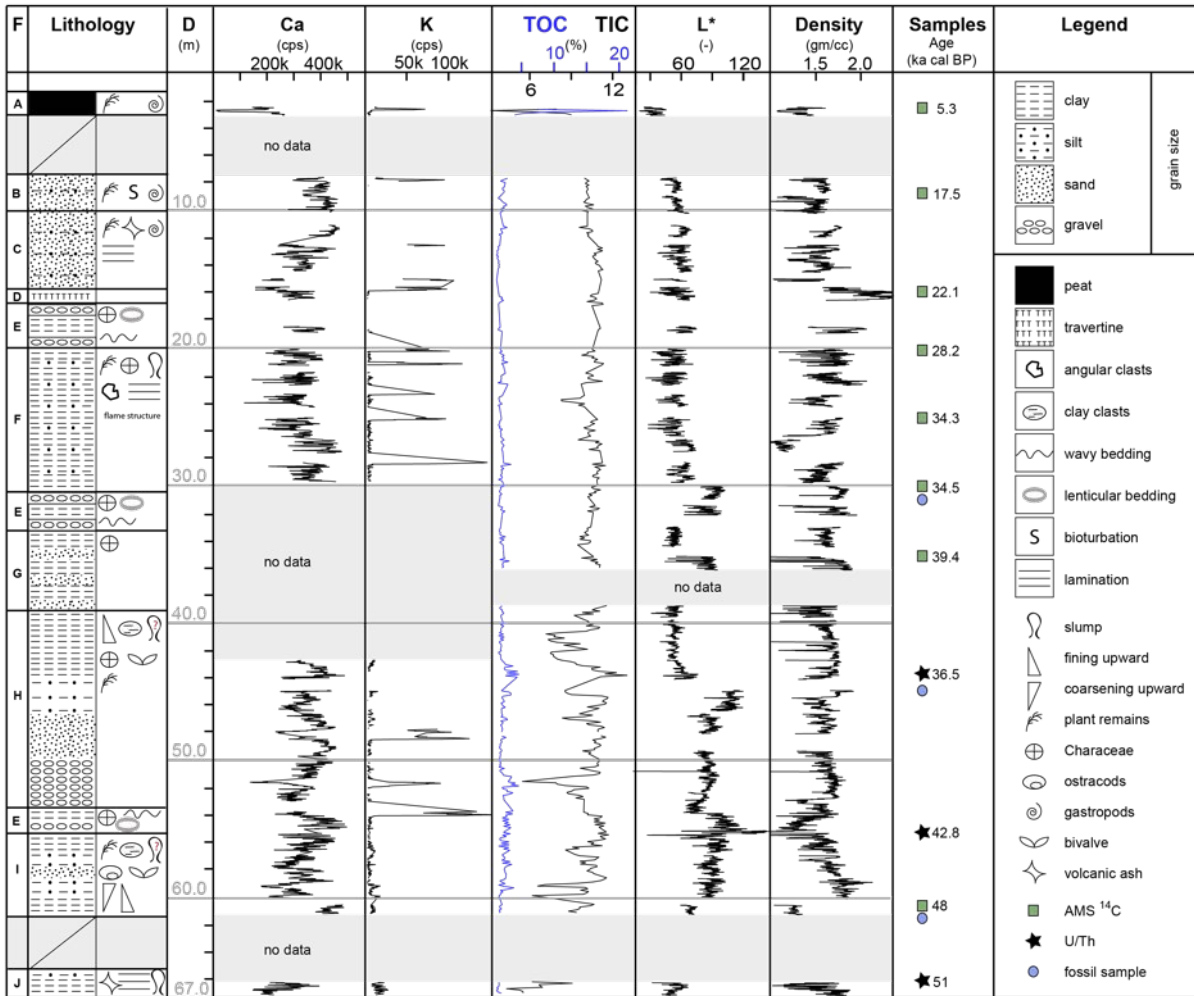 F Lithology D Ca K TOC TIC L* Density Samples Legend
(m) (cps) (cps) (%) (-) (gm/cc) Age
(ka cal BP)
200k 400k 50k 100k 10 20 60 120 1.5 2.0
6 12
A 5.3
no data
B S 17.5
10.0
C
D TTTTTTTTTT 22.1
E
20.0 28.2
F
flame structure
34.3
30.0 34.5
E
G no data 39.4
no data
40.0
H ?
36.5
50.0
E
42.8
I ?
60.0
48
no data
J 67.0 51
clay
silt
sand
gravel
grain size
peat
TTT TTT travertine
angular clasts
clay clasts
wavy bedding
lenticular bedding
S bioturbation
lamination
slump
fining upward
coarsening upward
plant remains
Characeae
ostracods
gastropods
bivalve
volcanic ash
AMS ¹⁴C
U/Th
fossil sample